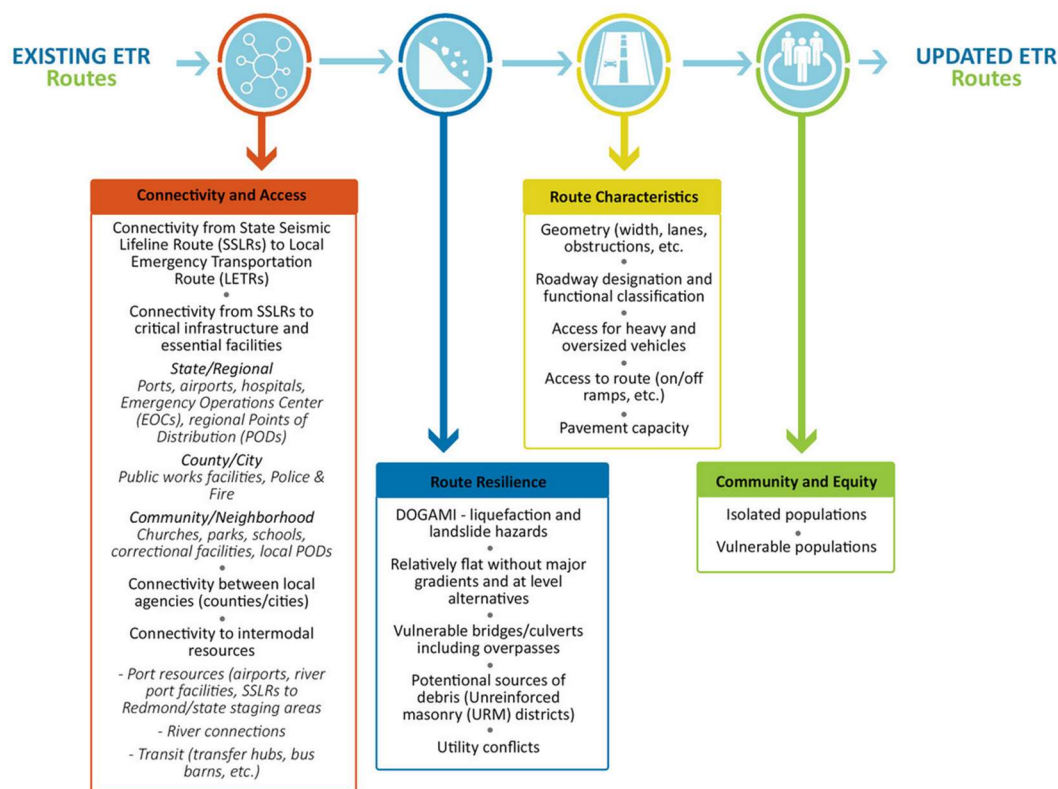 EXISTING ETR
Routes
UPDATED ETR
Routes
Connectivity and Access
Connectivity from State Seismic
Lifeline Route (SSLRs) to Local
Emergency Transportation
Route (LETRs)
Connectivity from SSLRs to
critical infrastructure and
essential facilities
State/Regional
Ports, airports, hospitals,
Emergency Operations Center
(EOCs), regional Points of
Distribution (PODs)
County/City
Public works facilities, Police &
Fire
Community/Neighborhood
Churches, parks, schools,
correctional facilities, local PODs
Connectivity between local
agencies (counties/cities)
Connectivity to intermodal
resources
- Port resources (airports, river
port facilities, SSLRs to
Redmond/state staging areas
- River connections
- Transit (transfer hubs, bus
barns, etc.)
Route Resilience
DOGAMI - liquefaction and
landslide hazards
Relatively flat without major
gradients and at level
alternatives
Vulnerable bridges/culverts
including overpasses
Potential sources of
debris (Unreinforced
masonry (URM) districts)
Utility conflicts
Route Characteristics
Geometry (width, lanes,
obstructions, etc.
Roadway designation and
functional classification
Access for heavy and
oversized vehicles
Access to route (on/off
ramps, etc.)
Pavement capacity
Community and Equity
Isolated populations
Vulnerable populations